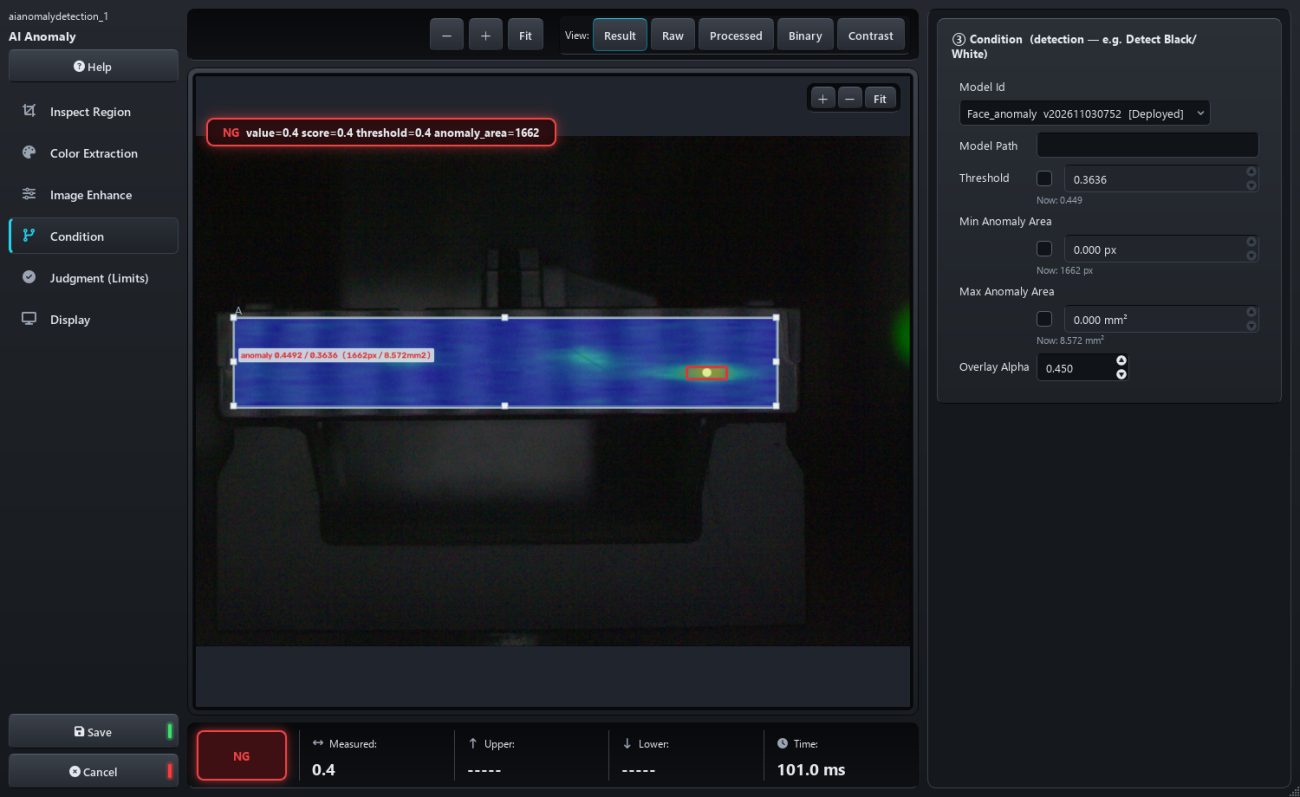 aianomalydetection_1
AI Anomaly
Help
Inspect Region
Color Extraction
Image Enhance
Condition
Judgment (Limits)
Display
Save
Cancel
− + Fit View: Result Raw Processed Binary Contrast
+ − Fit
NG value=0.4 score=0.4 threshold=0.4 anomaly_area=1662
A
anomaly 0.4492 / 0.3636 (1662px / 8.572mm2)
NG
Measured:
0.4
Upper:
-----
Lower:
-----
Time:
101.0 ms
③ Condition (detection — e.g. Detect Black/
White)
Model Id
Face_anomaly v202611030752 [Deployed]
Model Path
Threshold 0.3636
Now: 0.449
Min Anomaly Area
0.000 px
Now: 1662 px
Max Anomaly Area
0.000 mm²
Now: 8.572 mm²
Overlay Alpha 0.450